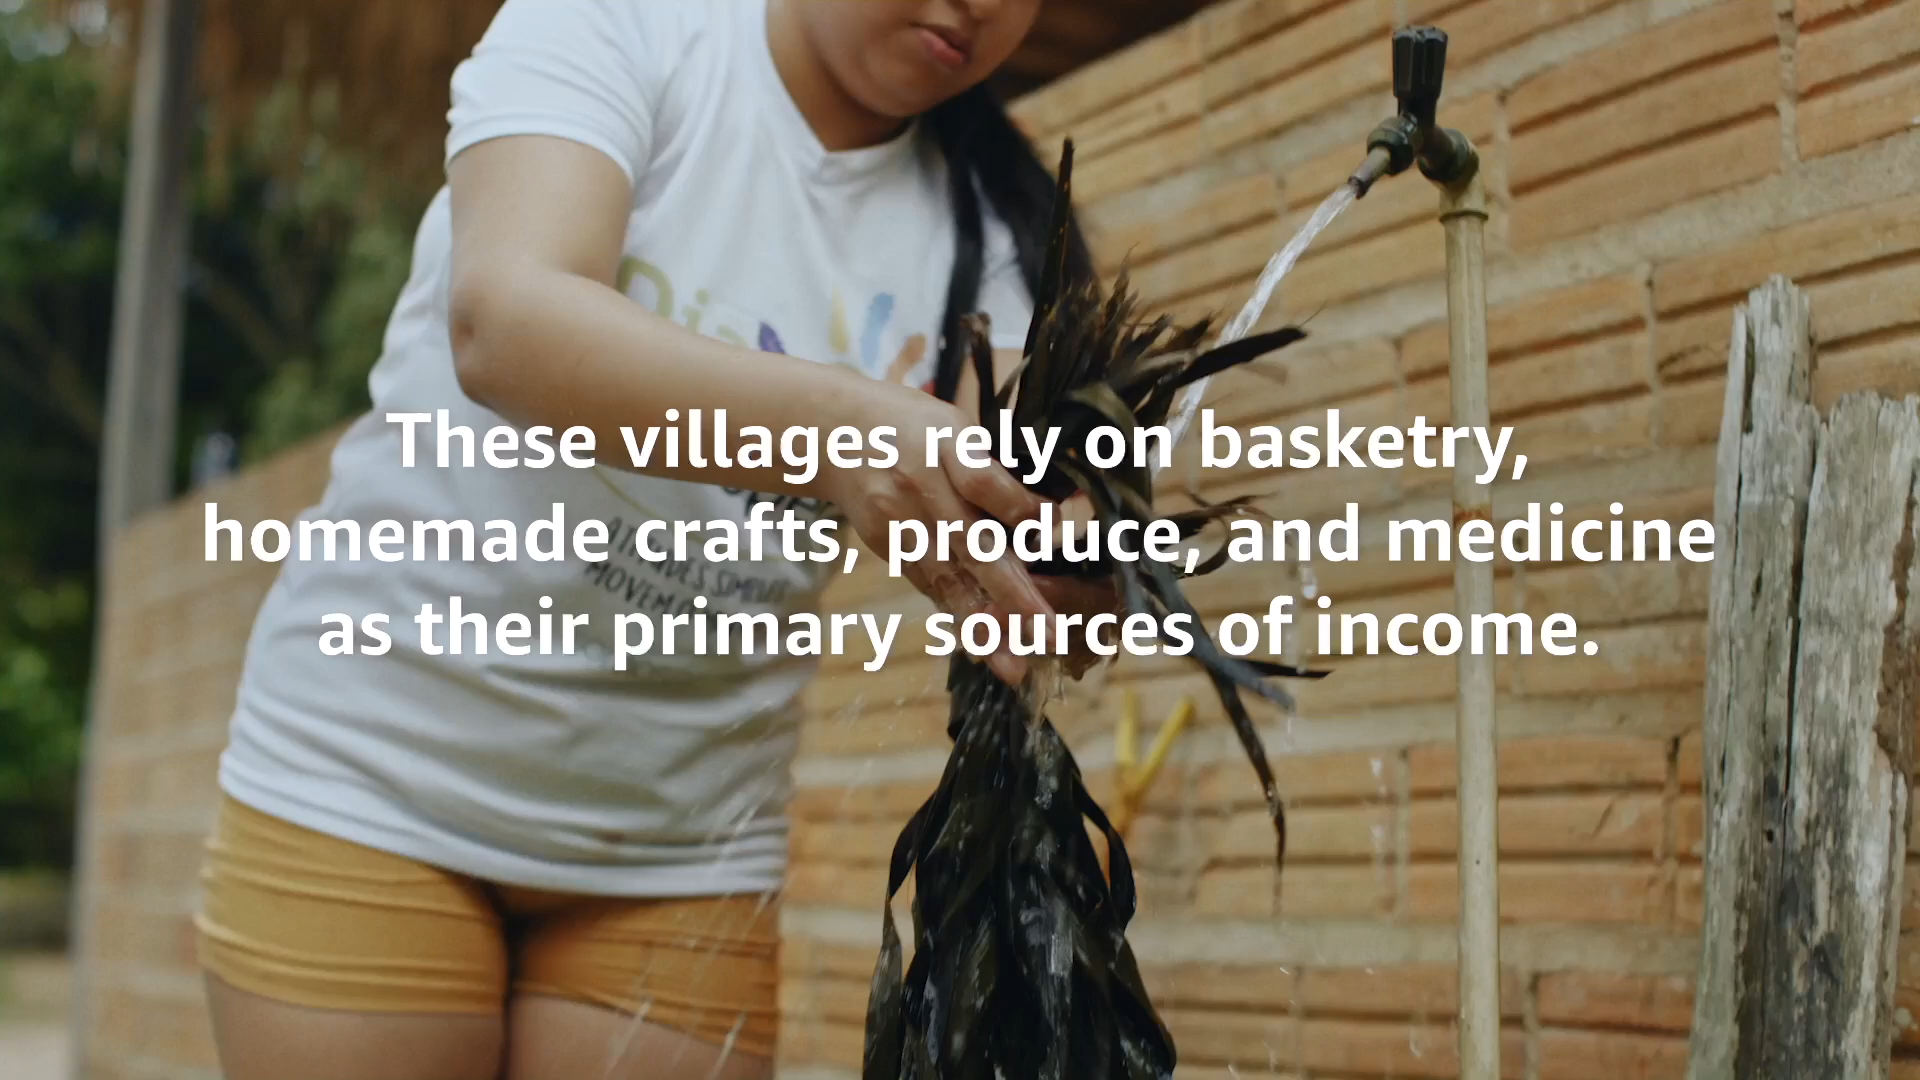 These villages rely on basketry,
homemade crafts, produce, and medicine
as their primary sources of income.